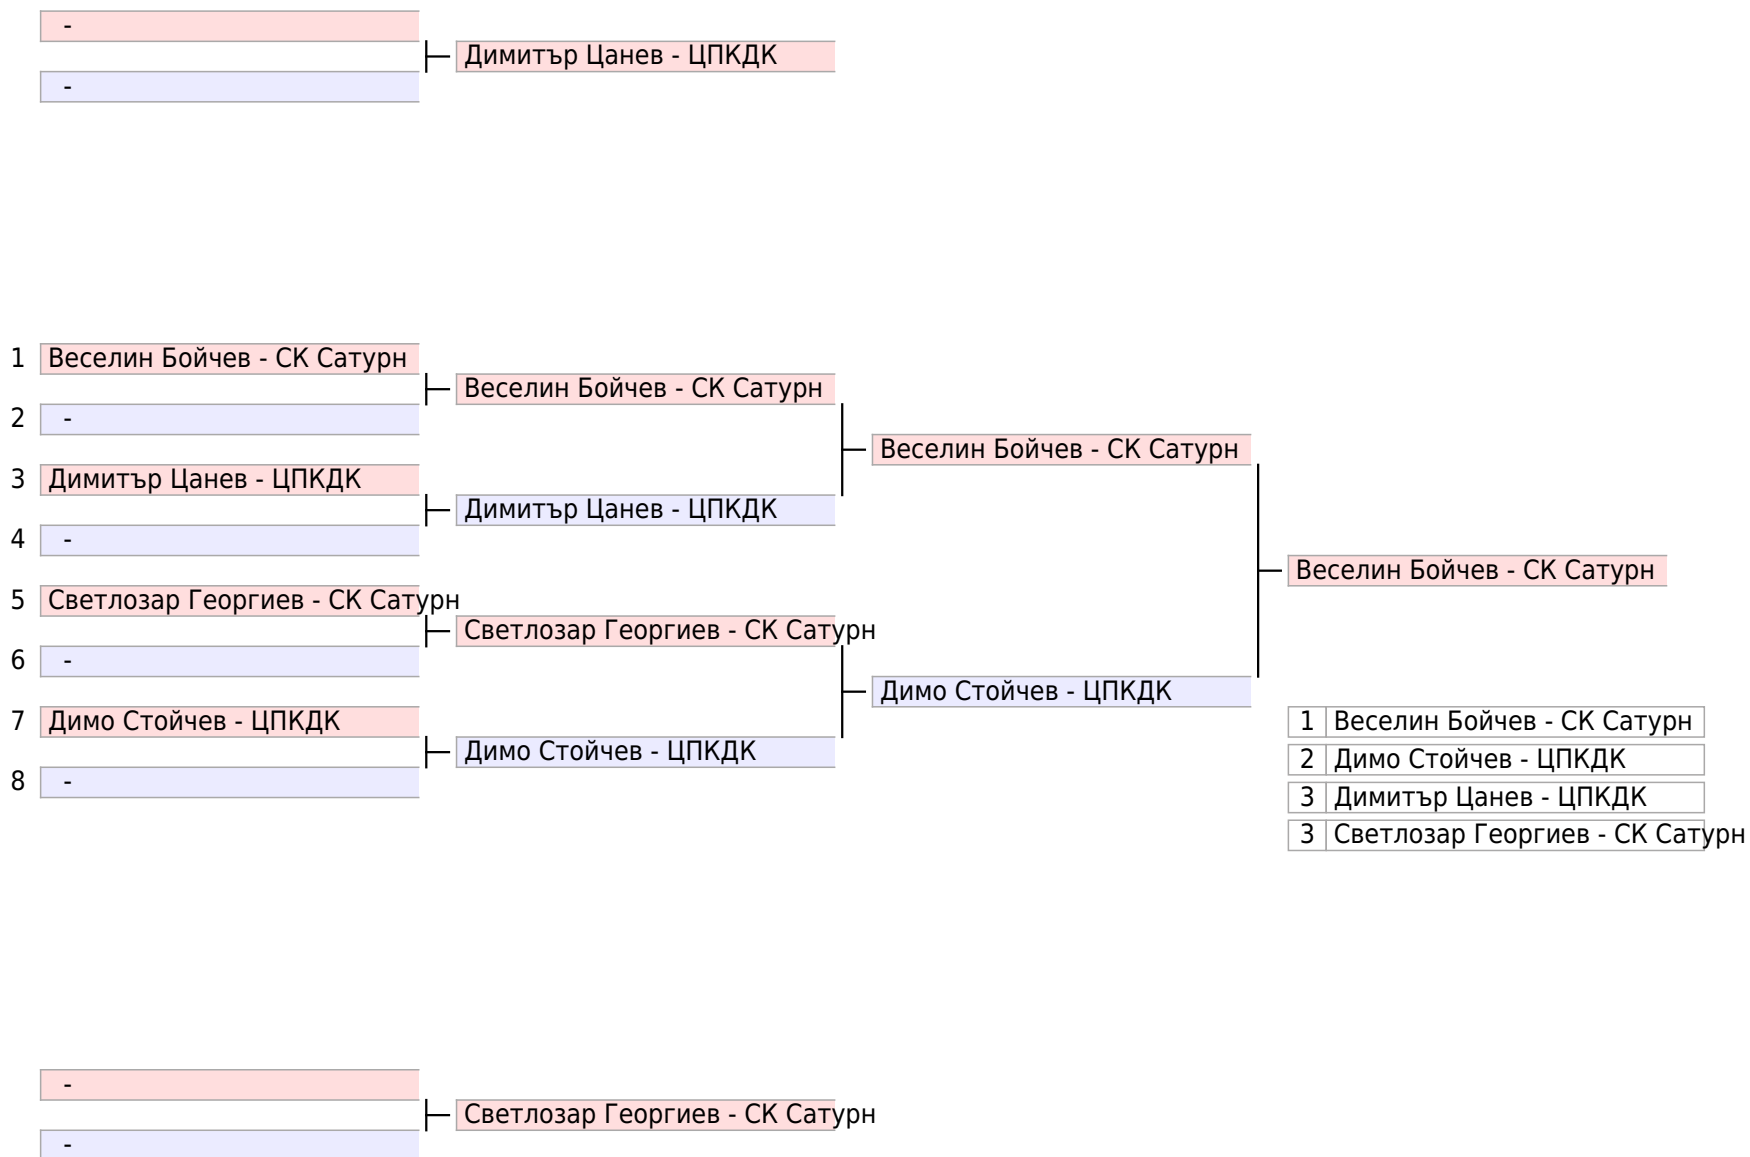 -
Димитър Цанев - ЦПКДК
-
1 Веселин Бойчев - СК Сатурн
Веселин Бойчев - СК Сатурн
2 -
Веселин Бойчев - СК Сатурн
3 Димитър Цанев - ЦПКДК
Димитър Цанев - ЦПКДК
4 -
Веселин Бойчев - СК Сатурн
5 Светлозар Георгиев - СК Сатурн
Светлозар Георгиев - СК Сатурн
6 -
Димо Стойчев - ЦПКДК
7 Димо Стойчев - ЦПКДК
Димо Стойчев - ЦПКДК
8 -
1 Веселин Бойчев - СК Сатурн
2 Димо Стойчев - ЦПКДК
3 Димитър Цанев - ЦПКДК
3 Светлозар Георгиев - СК Сатурн
-
Светлозар Георгиев - СК Сатурн
-